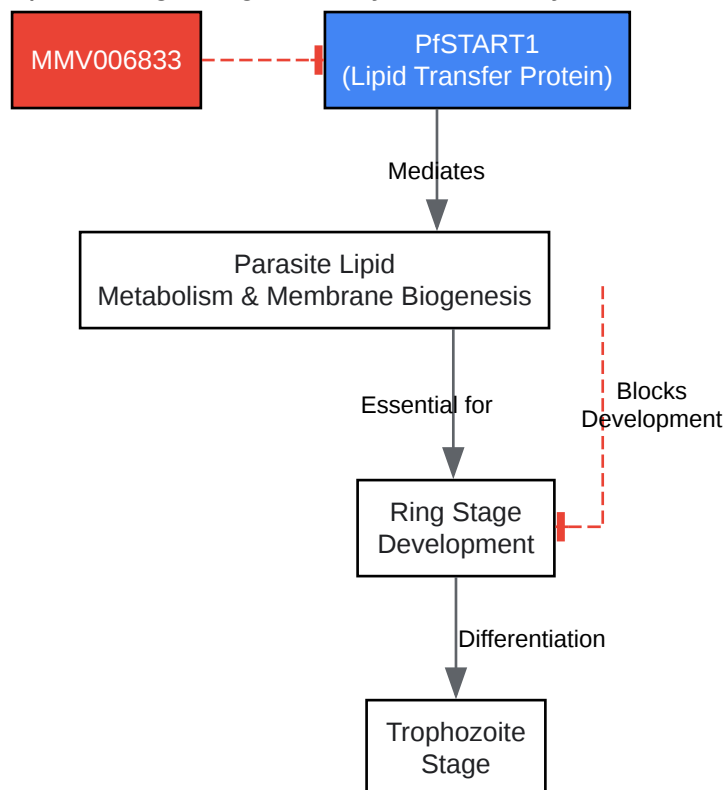 MMV006833
PfSTART1
(Lipid Transfer Protein)
Mediates
Parasite Lipid
Metabolism & Membrane Biogenesis
Essential for
Blocks
Development
Ring Stage
Development
Differentiation
Trophozoite
Stage